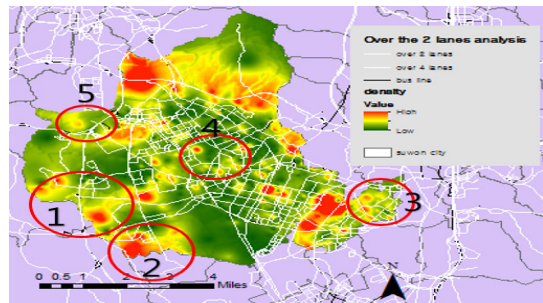 Over the 2 lanes analysis
over 2 lanes
over 4 lanes
bus line
density
Value
High
Low
suwon city
5
4
1
3
2
N
0 0.5 1 2 3 4
Miles